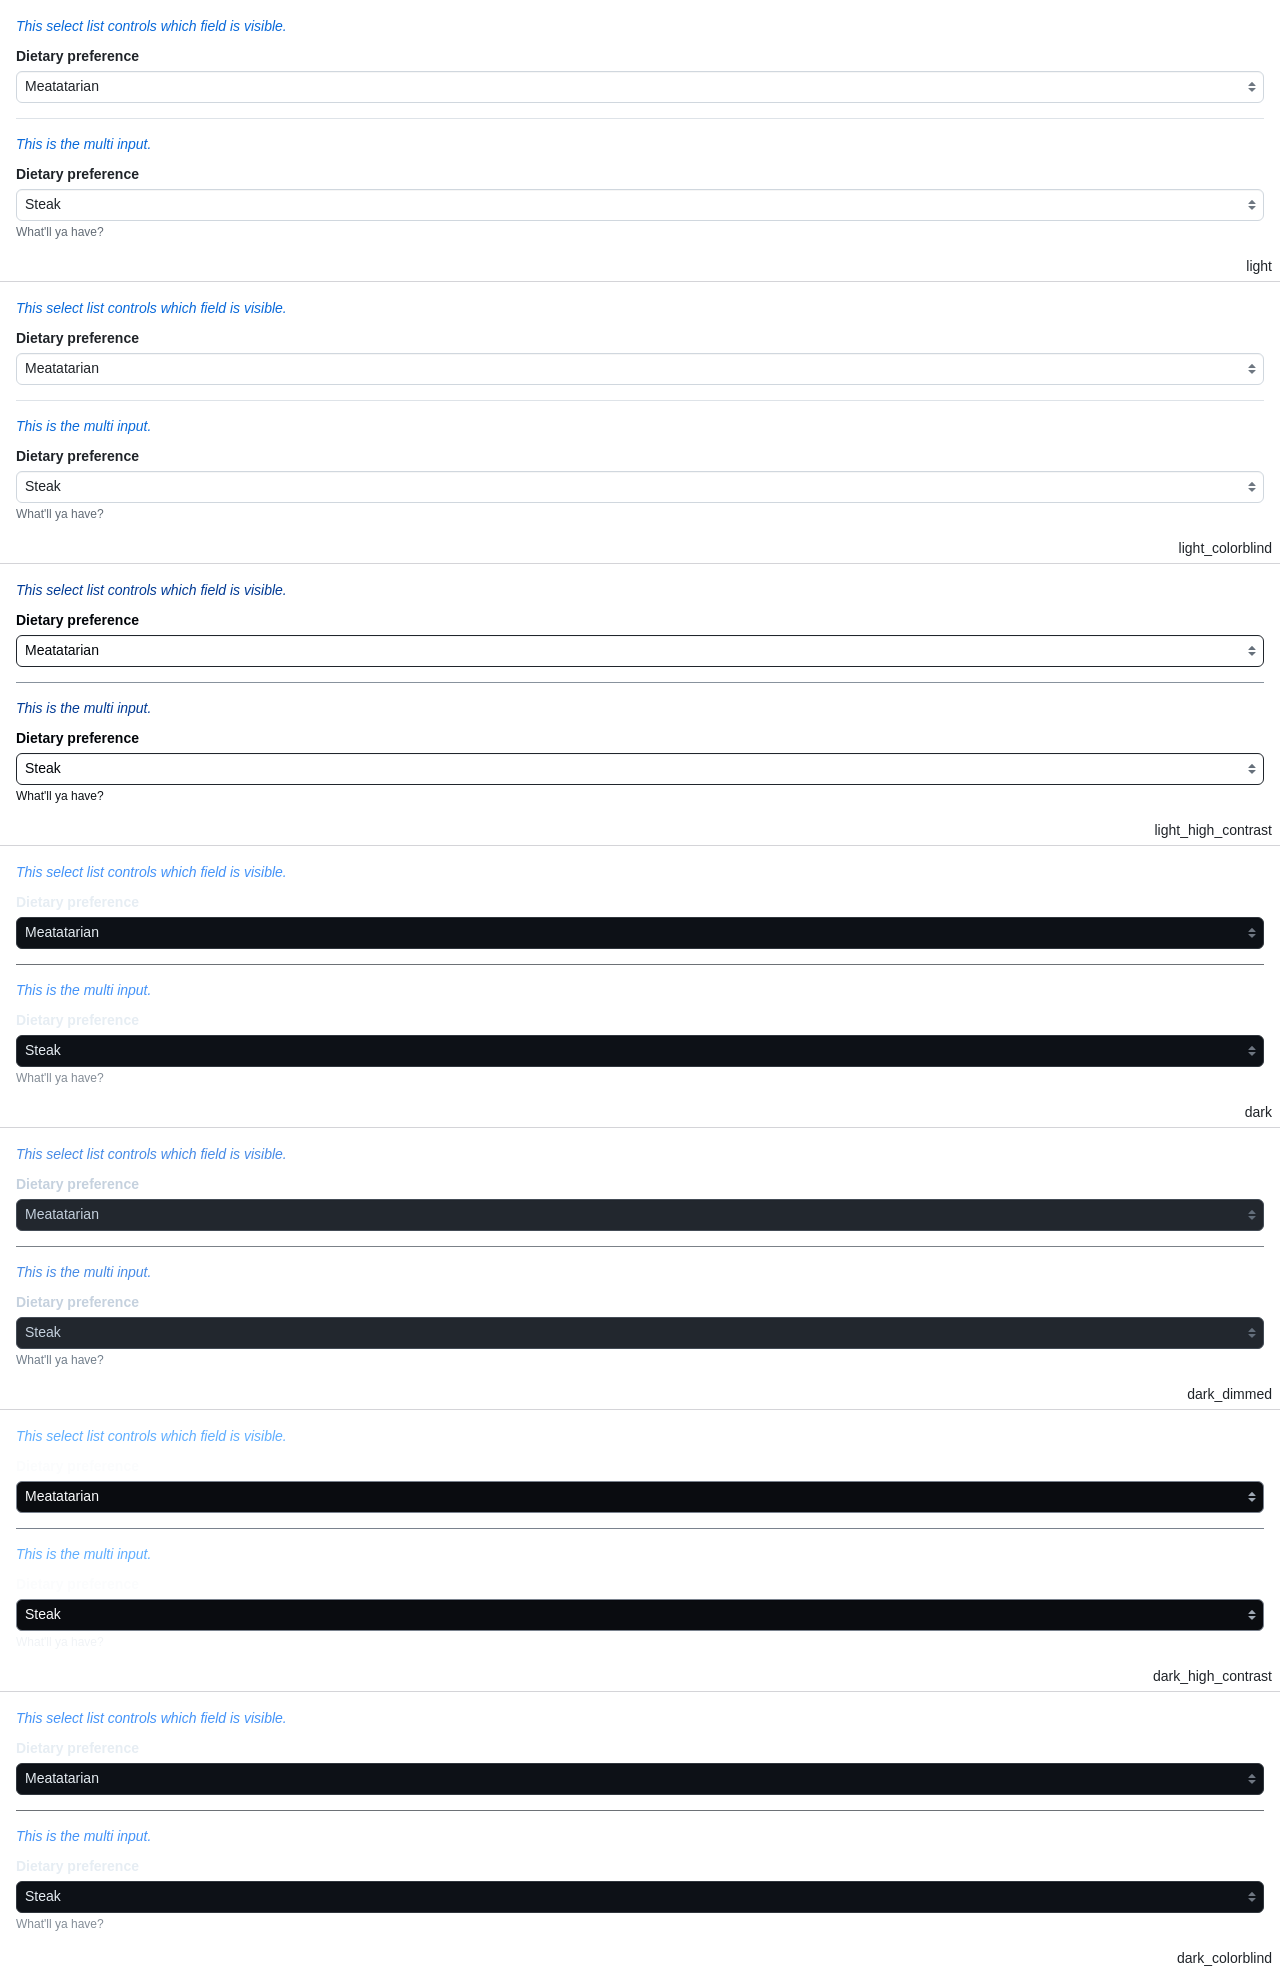 This select list controls which field is visible.
Dietary preference
Meatatarian
This is the multi input.
Dietary preference
Steak
What'll ya have?
light
This select list controls which field is visible.
Dietary preference
Meatatarian
This is the multi input.
Dietary preference
Steak
What'll ya have?
light_colorblind
This select list controls which field is visible.
Dietary preference
Meatatarian
This is the multi input.
Dietary preference
Steak
What'll ya have?
light_high_contrast
This select list controls which field is visible.
Dietary preference
Meatatarian
This is the multi input.
Dietary preference
Steak
What'll ya have?
dark
This select list controls which field is visible.
Dietary preference
Meatatarian
This is the multi input.
Dietary preference
Steak
What'll ya have?
dark_dimmed
This select list controls which field is visible.
Meatatarian
This is the multi input.
Steak
What'll ya have?
dark_high_contrast
This select list controls which field is visible.
Dietary preference
Meatatarian
This is the multi input.
Dietary preference
Steak
What'll ya have?
dark_colorblind